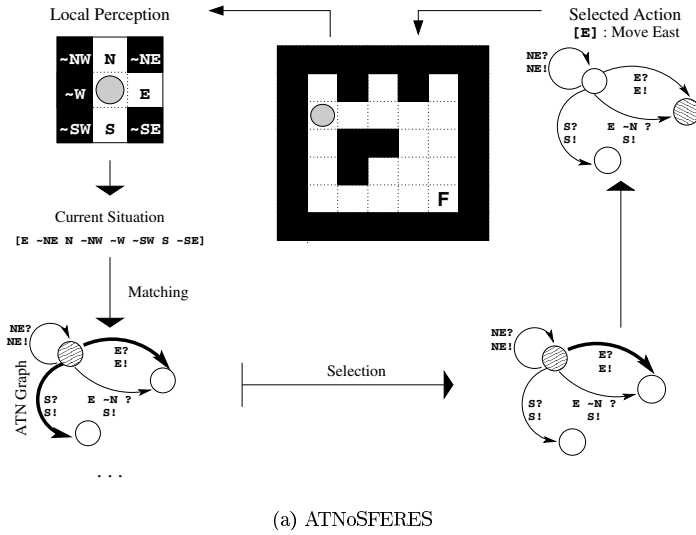 Local Perception
~NW N ~NE
~W E
~SW S ~SE
Current Situation
[E ~NE N ~NW ~W ~SW S ~SE]
Matching
NE?
NE!
E?
E!
S?
S!
E ~N ?
S!
ATN Graph
. . .
F
Selection
Selected Action
[E] : Move East
NE?
NE!
E?
E!
S?
S!
E ~N ?
S!
NE?
NE!
E?
E!
S?
S!
E ~N ?
S!
(a) ATNoSFERES